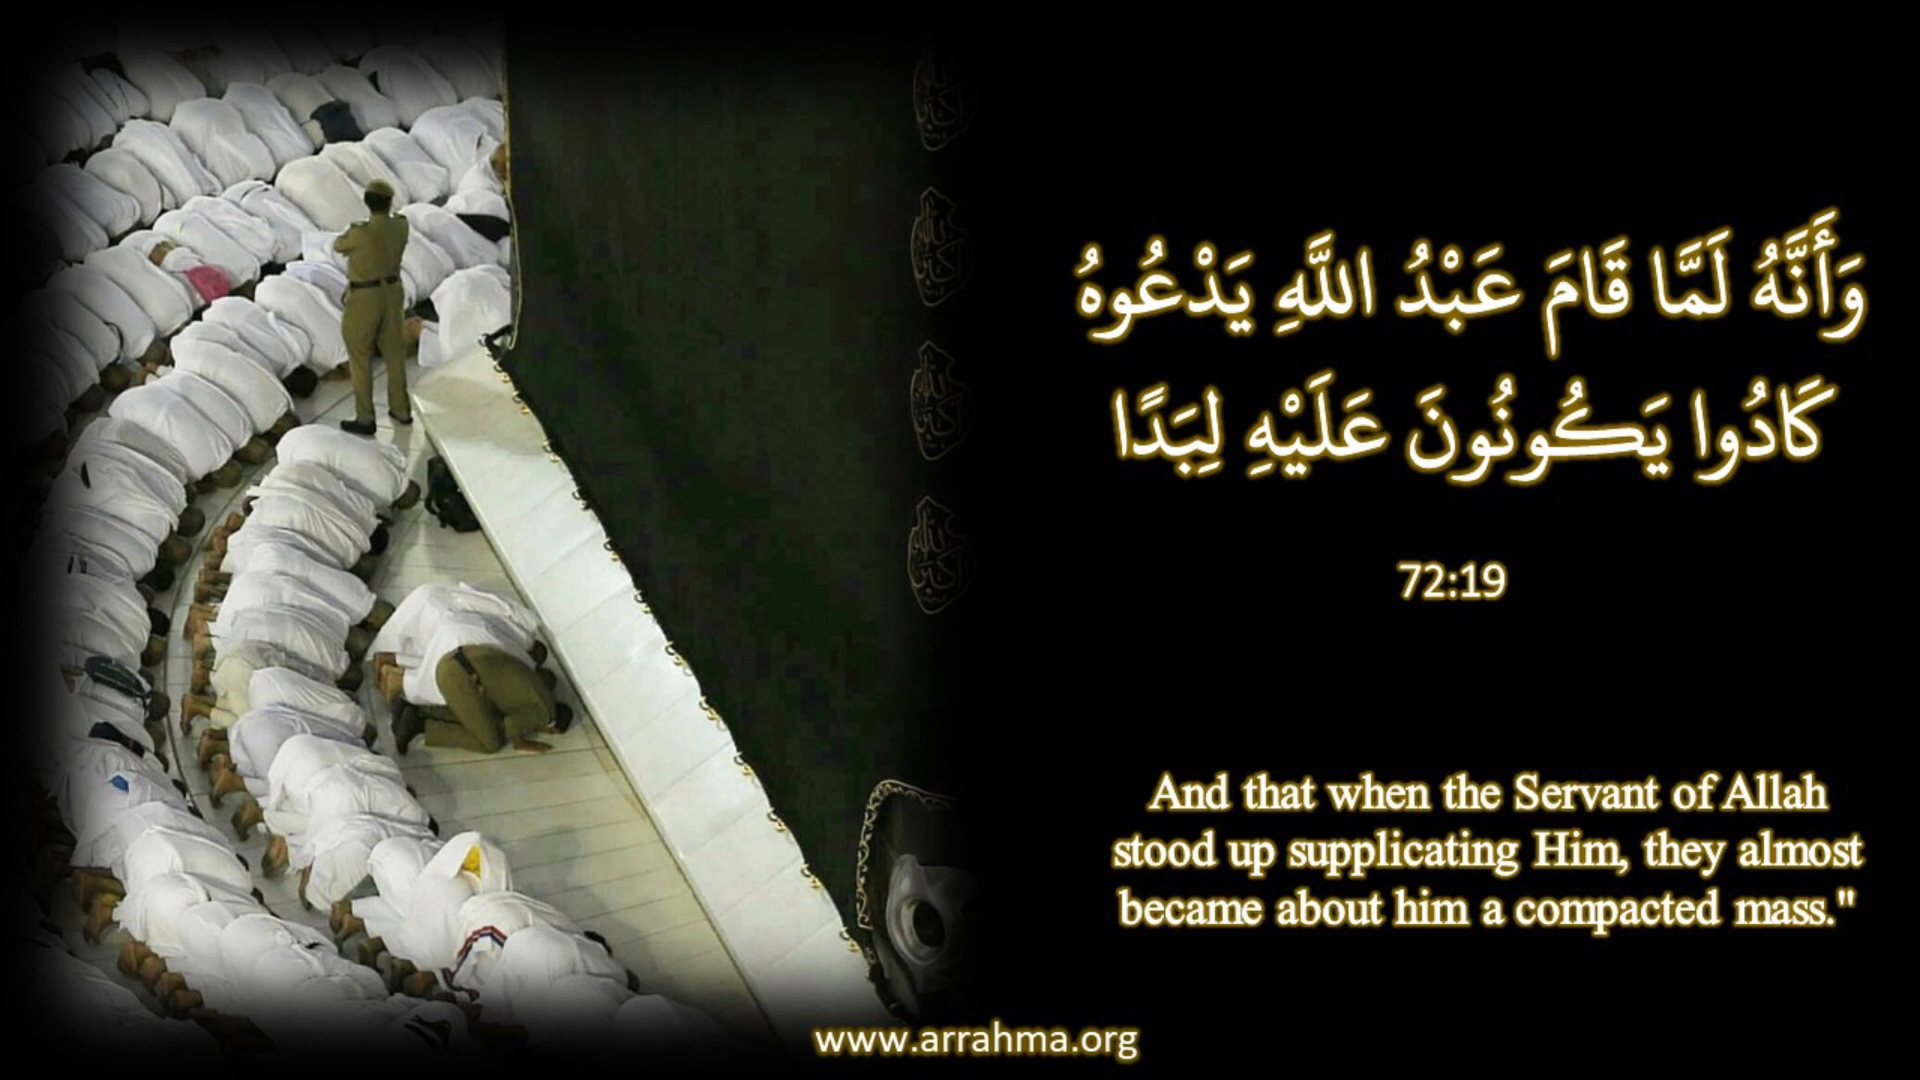 وَأَنَّهُ لَمَّا قَامَ عَبْدُ اللَّهِ يَدْعُوهُ
كَادُوا يَكُونُونَ عَلَيْهِ لِبَدًا
72:19
And that when the Servant of Allah
stood up supplicating Him, they almost
became about him a compacted mass."
www.arrahma.org